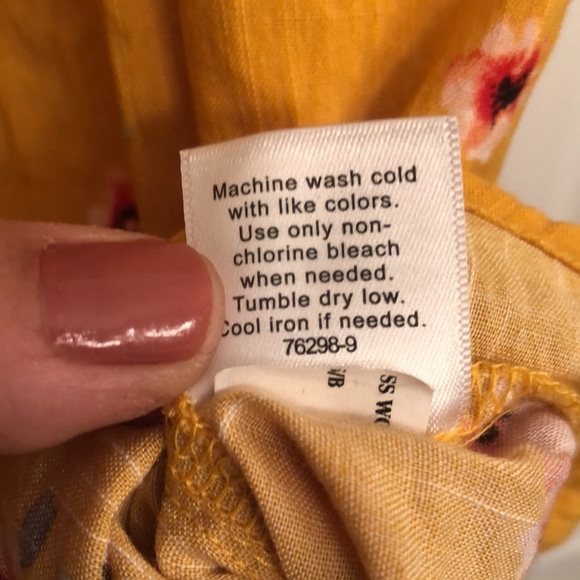 Machine wash cold
with like colors.
Use only non-
chlorine bleach
when needed.
Tumble dry low.
Cool iron if needed.
76298-9